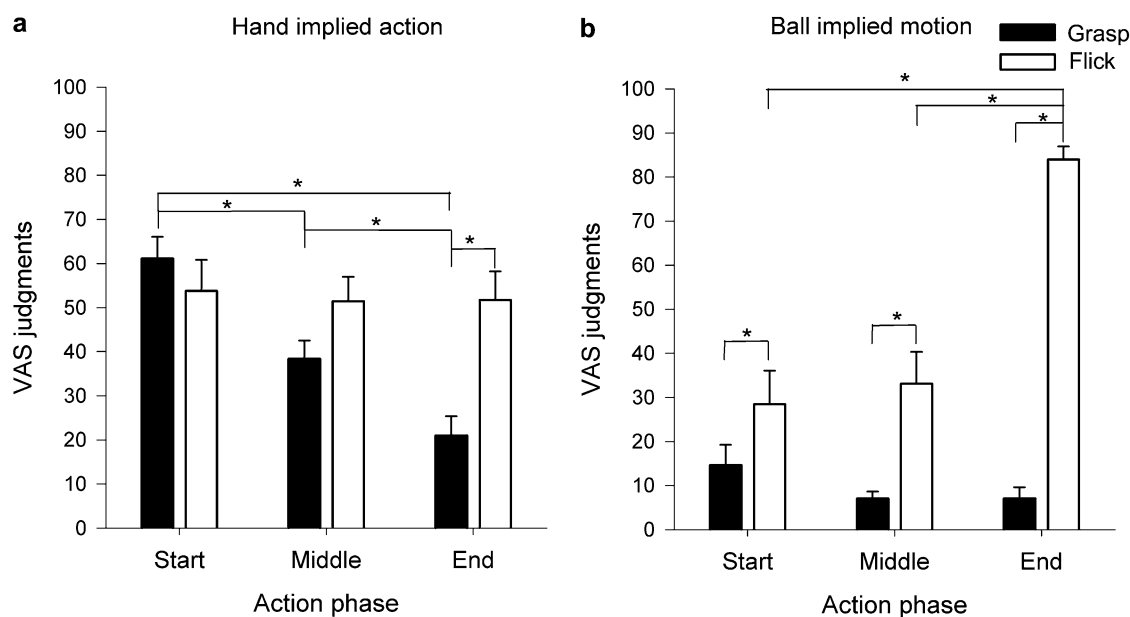 a
Hand implied action
VAS judgments
100
90
80
70
60
50
40
30
20
10
0
*
*
*
*
Start Middle End
Action phase
b
Ball implied motion
Grasp
Flick
VAS judgments
100
90
80
70
60
50
40
30
20
10
0
*
*
*
*
*
Start Middle End
Action phase